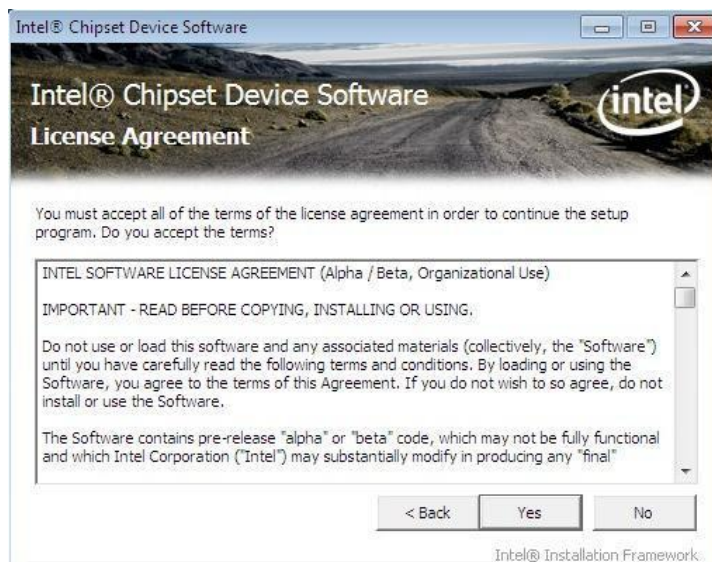 Intel® Chipset Device Software
Intel® Chipset Device Software
intel
License Agreement
You must accept all of the terms of the license agreement in order to continue the setup
program. Do you accept the terms?
INTEL SOFTWARE LICENSE AGREEMENT (Alpha / Beta, Organizational Use)
IMPORTANT - READ BEFORE COPYING, INSTALLING OR USING.
Do not use or load this software and any associated materials (collectively, the "Software")
until you have carefully read the following terms and conditions. By loading or using the
Software, you agree to the terms of this Agreement. If you do not wish to so agree, do not
install or use the Software.
The Software contains pre-release "alpha" or "beta" code, which may not be fully functional
and which Intel Corporation ("Intel") may substantially modify in producing any "final"
< Back
Yes
No
Intel® Installation Framework